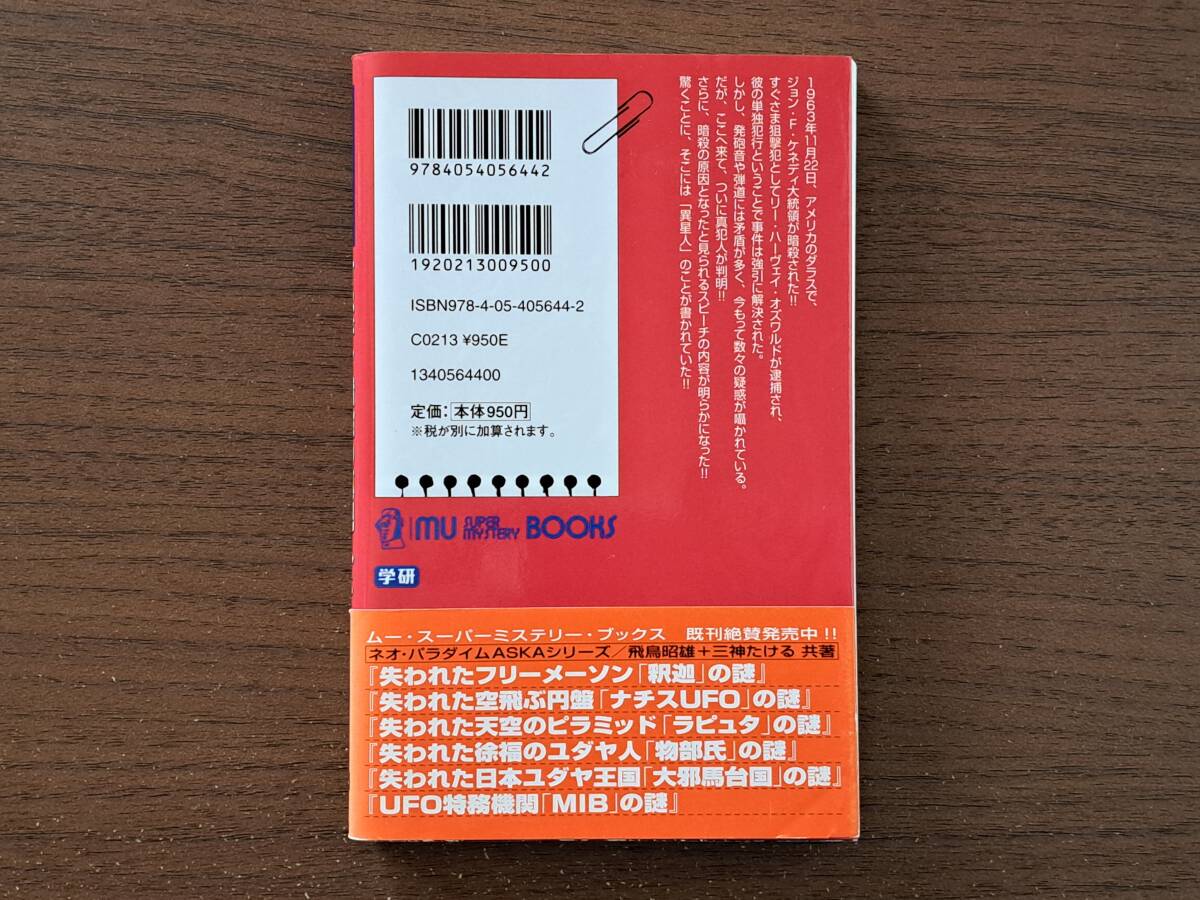 1963年11月22日、アメリカのダラスで、
ジョン・F・ケネディ大統領が暗殺された!!
すぐさま狙撃犯としてリー・ハーヴェイ・オズワルドが逮捕され、
彼の単独犯行ということで事件は強引に解決された。
しかし、発砲音や弾道には矛盾が多く、今もって数々の疑惑が囁かれている。
だが、ここへ来て、ついに真犯人が判明!!
さらに、暗殺の原因となったと見られるスピーチの内容が明らかになった!!
驚くことに、そこには「異星人」のことが書かれていた!!
9784054056442
1920213009500
ISBN978-4-05-405644-2
C0213 ¥950E
1340564400
定価:本体950円
※税が別に加算されます。
MU SUPER MYSTERY BOOKS
学研
ムー・スーパーミステリー・ブックス 既刊絶賛発売中!!
ネオ・パラダイムASKAシリーズ/飛鳥昭雄+三神たける 共著
『失われたフリーメーソン「釈迦」の謎』
『失われた空飛ぶ円盤「ナチスUFO」の謎』
『失われた天空のピラミッド「ラピュタ」の謎』
『失われた徐福のユダヤ人「物部氏」の謎』
『失われた日本ユダヤ王国「大邪馬台国」の謎』
『UFO特務機関「MIB」の謎』